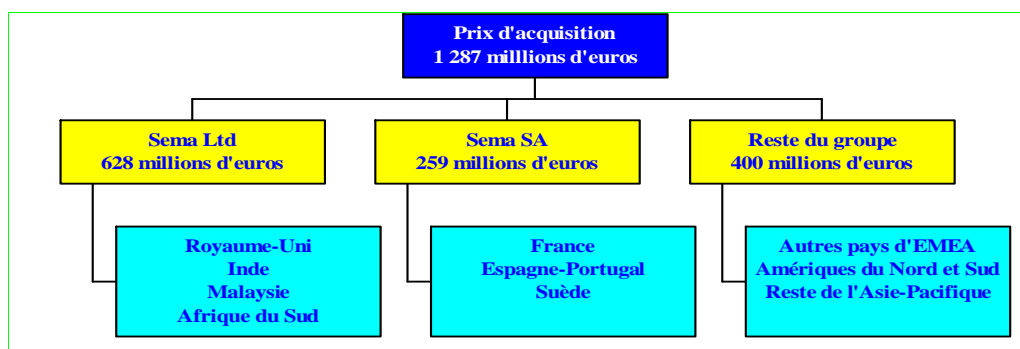 Prix d'acquisition
1 287 milllions d'euros
Sema Ltd
628 millions d'euros
Sema SA
259 millions d'euros
Reste du groupe
400 millions d'euros
Royaume-Uni
Inde
Malaysie
Afrique du Sud
France
Espagne-Portugal
Suède
Autres pays d'EMEA
Amériques du Nord et Sud
Reste de l'Asie-Pacifique